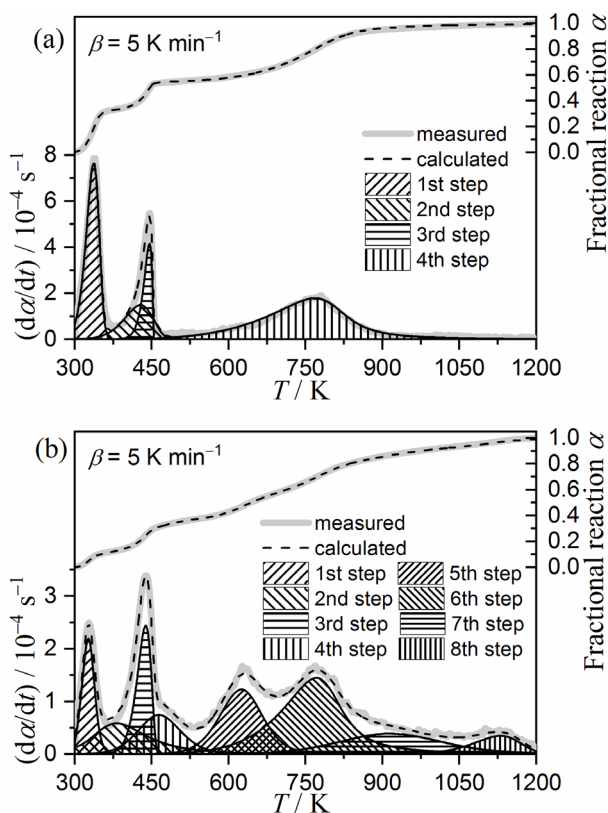 (a)
β = 5 K min⁻¹
1.0
0.8
0.6
0.4
0.2
0.0
Fractional reaction α
measured
calculated
1st step
2nd step
3rd step
4th step
8
6
4
2
0
(dα/dt) / 10⁻⁴ s⁻¹
300 450 600 750 900 1050 1200
T / K
(b)
β = 5 K min⁻¹
1.0
0.8
0.6
0.4
0.2
0.0
Fractional reaction α
measured
calculated
1st step 5th step
2nd step 6th step
3rd step 7th step
4th step 8th step
3
2
1
0
(dα/dt) / 10⁻⁴ s⁻¹
300 450 600 750 900 1050 1200
T / K